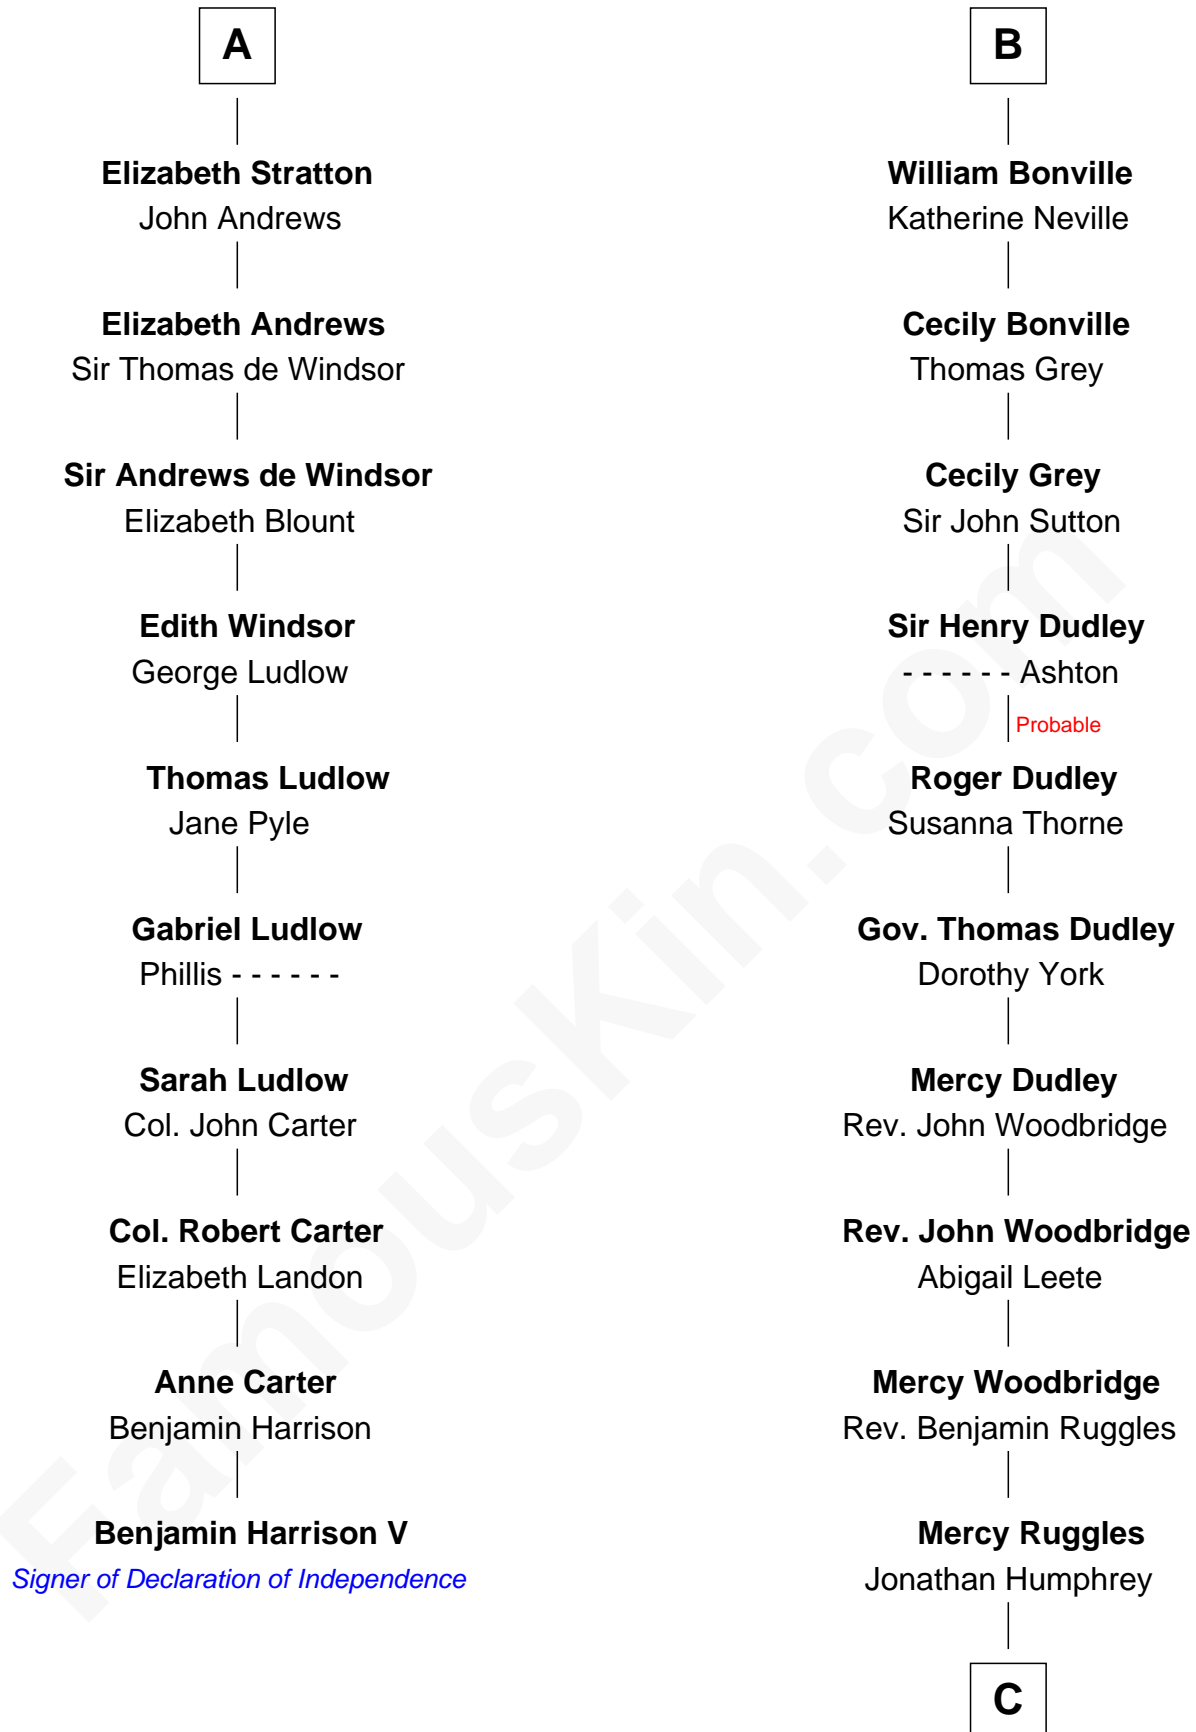 A
Elizabeth Stratton
John Andrews
Elizabeth Andrews
Sir Thomas de Windsor
Sir Andrews de Windsor
Elizabeth Blount
Edith Windsor
George Ludlow
Thomas Ludlow
Jane Pyle
Gabriel Ludlow
Phillis - - - - - -
Sarah Ludlow
Col. John Carter
Col. Robert Carter
Elizabeth Landon
Anne Carter
Benjamin Harrison
Benjamin Harrison V
Signer of Declaration of Independence
B
William Bonville
Katherine Neville
Cecily Bonville
Thomas Grey
Cecily Grey
Sir John Sutton
Sir Henry Dudley
- - - - - - Ashton
Probable
Roger Dudley
Susanna Thorne
Gov. Thomas Dudley
Dorothy York
Mercy Dudley
Rev. John Woodbridge
Rev. John Woodbridge
Abigail Leete
Mercy Woodbridge
Rev. Benjamin Ruggles
Mercy Ruggles
Jonathan Humphrey
C
FamousKin.com